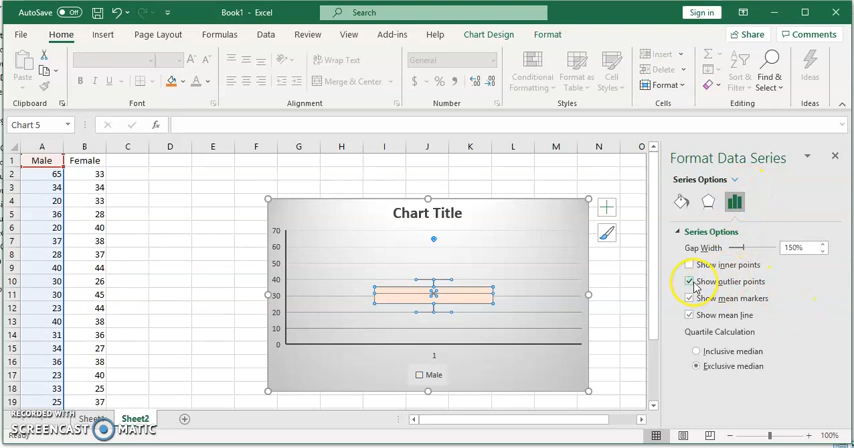 AutoSave Off Book1 - Excel Search Sign in
File Home Insert Page Layout Formulas Data Review View Add-ins Help Chart Design Format Share Comments
Paste B I U A A Wrap Text Merge & Center General $ % Conditional Formatting Format as Table Cell Styles Insert Delete Format Sort & Filter Find & Select Ideas
Clipboard Font Alignment Number Styles Cells Editing Ideas
Chart 5 fx
A B C D E F G H I J K L M N O
1 Male Female
2 65 33
3 34 34
4 20 33
5 36 28
6 20 40
7 37 38
8 28 37
9 40 44
10 30 26
11 30 45
12 23 44
13 40 38
14 31 36
15 34 27
16 36 38
17 23 40
18 33 25
19 25 37
Chart Title
70
60
50
40
30
20
10
0
1
Male
Format Data Series
Series Options
Series Options
Gap Width 150%
Show inner points
Show outlier points
Show mean markers
Show mean line
Quartile Calculation
Inclusive median
Exclusive median
Sheet1 Sheet2
Ready 100%
RECORDED WITH
SCREENCAST MATIC